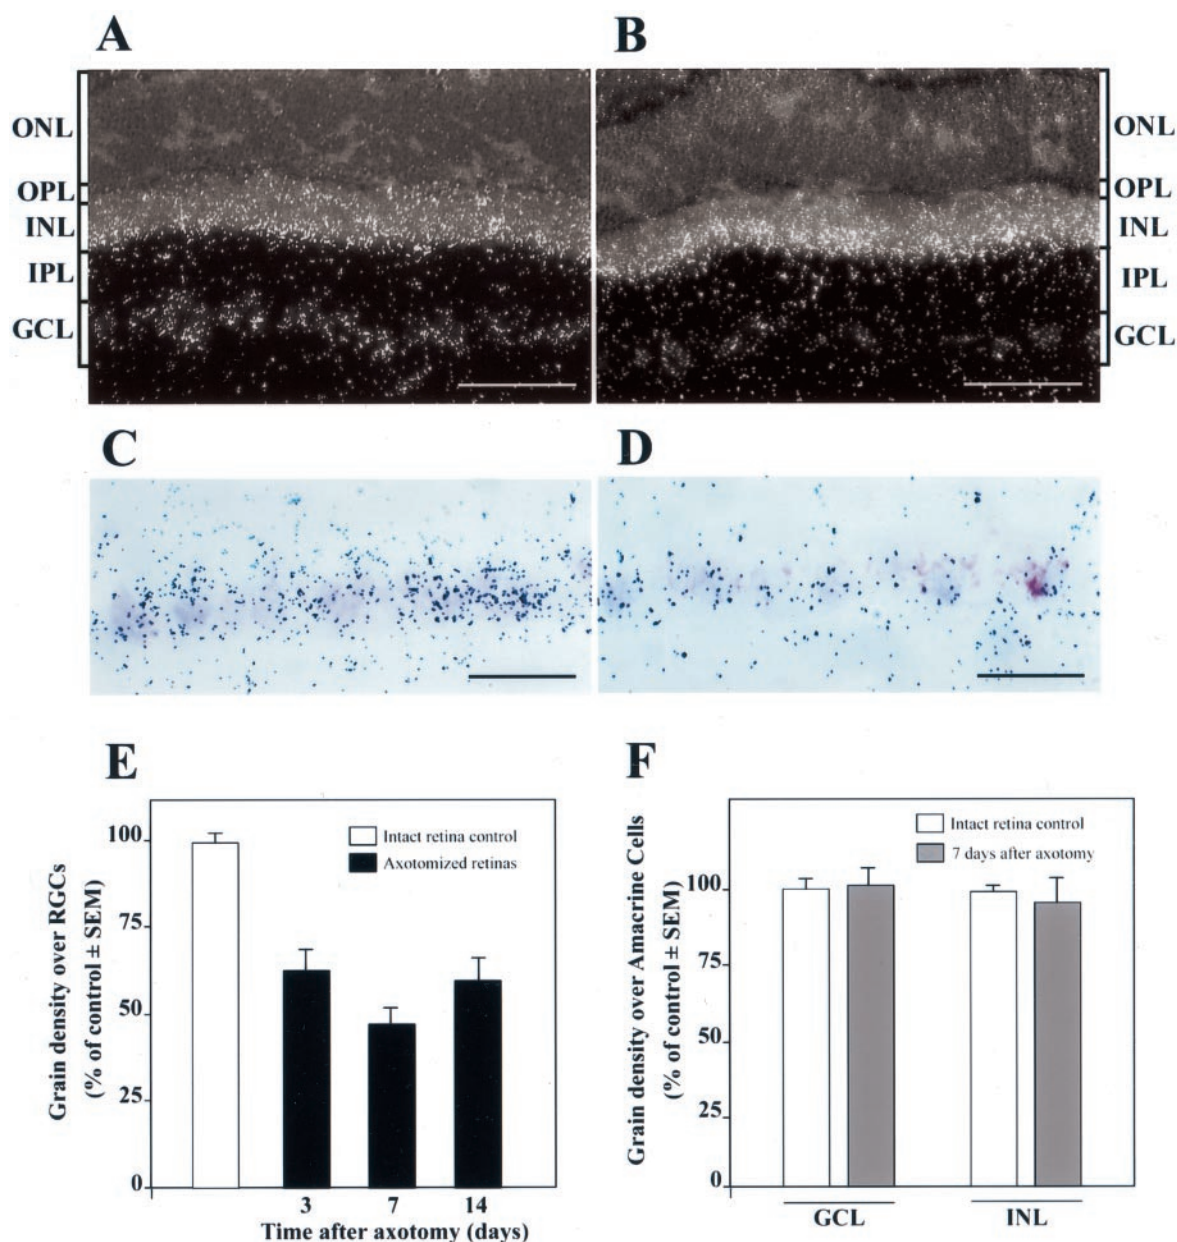 A
B
ONL
OPL
INL
IPL
GCL
ONL
OPL
INL
IPL
GCL
C
D
E
Grain density over RGCs
(% of control ± SEM)
100
75
50
25
0
Intact retina control
Axotomized retinas
3 7 14
Time after axotomy (days)
F
Grain density over Amacrine Cells
(% of control ± SEM)
100
75
50
25
0
Intact retina control
7 days after axotomy
GCL INL